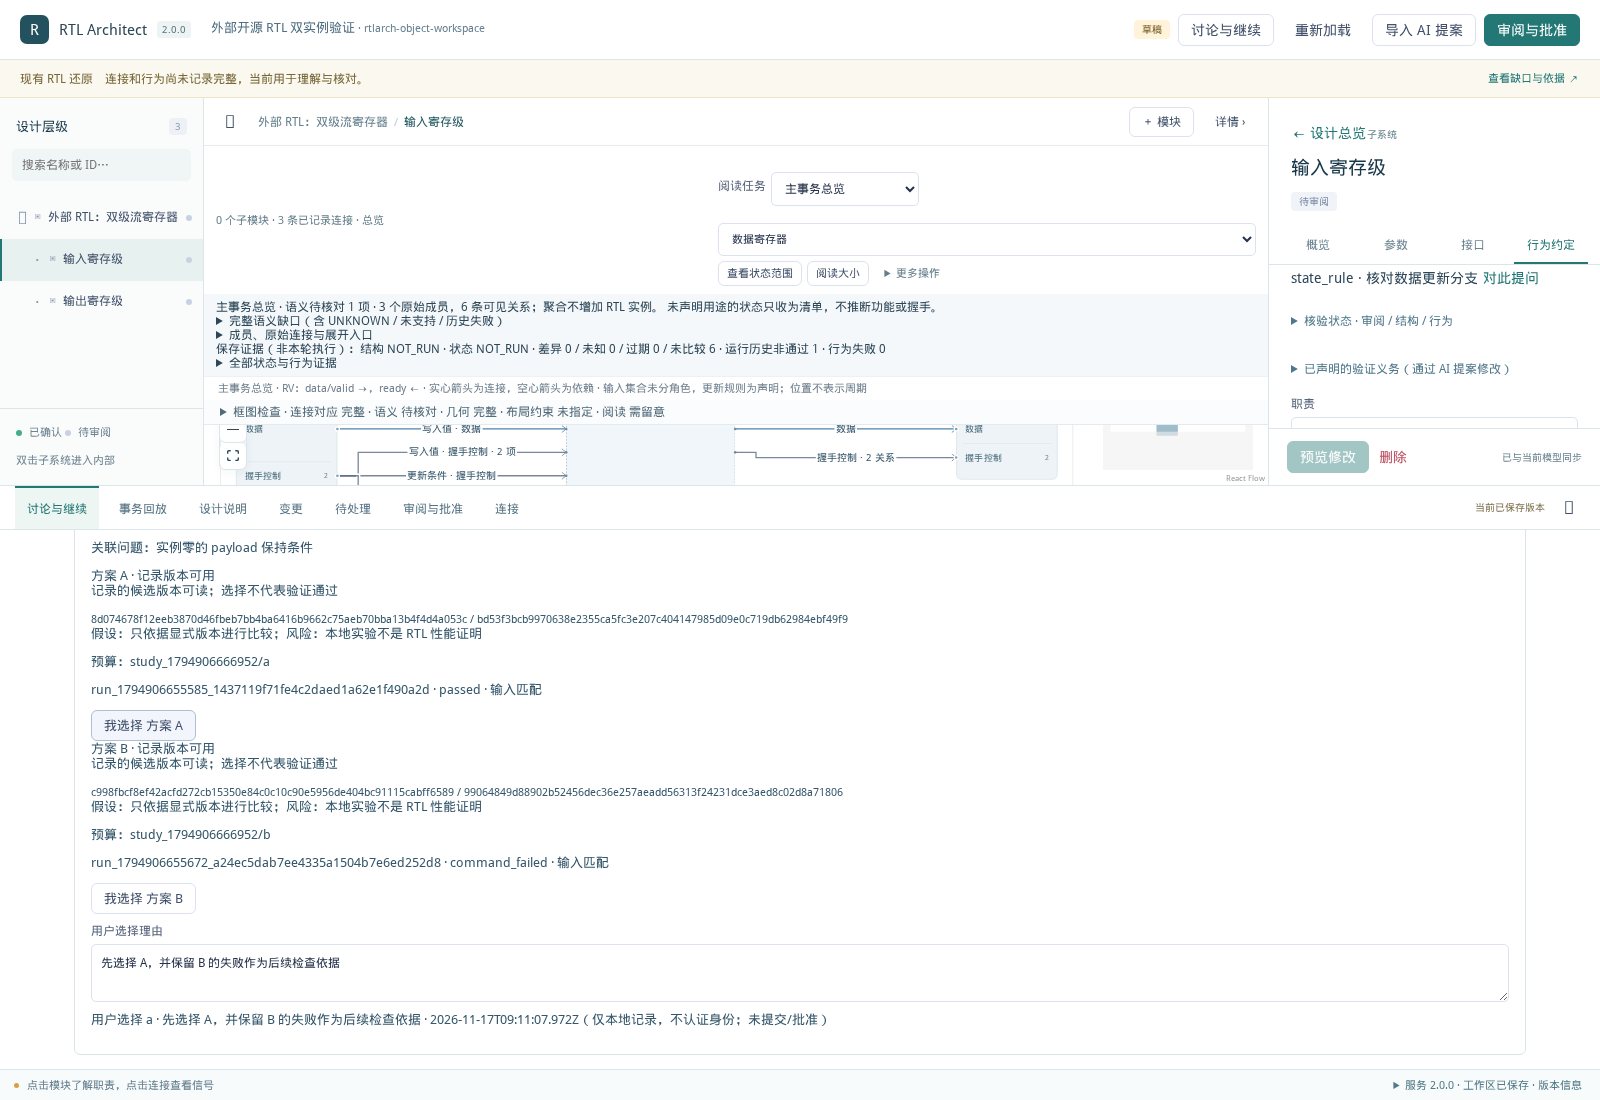 R RTL Architect 2.0.0 外部开源 RTL 双实例验证 · rtlarch-object-workspace
草稿 讨论与继续 重新加载 导入 AI 提案 审阅与批准
现有 RTL 还原 连接和行为尚未记录完整，当前用于理解与核对。 查看缺口与依据 ↗
设计层级 3
搜索名称或 ID…
外部 RTL：双级流寄存器
输入寄存级
输出寄存级
已确认 待审阅
双击子系统进入内部
外部 RTL：双级流寄存器 / 输入寄存级 ＋ 模块 详情 ›
阅读任务 主事务总览
0 个子模块 · 3 条已记录连接 · 总览
数据寄存器
查看状态范围 阅读大小 ▶ 更多操作
主事务总览 · 语义待核对 1 项 · 3 个原始成员，6 条可见关系；聚合不增加 RTL 实例。 未声明用途的状态只收为清单，不推断功能或握手。
▶ 完整语义缺口（含 UNKNOWN / 未支持 / 历史失败）
▶ 成员、原始连接与展开入口
保存证据（非本轮执行）：结构 NOT_RUN · 状态 NOT_RUN · 差异 0 / 未知 0 / 过期 0 / 未比较 6 · 运行历史非通过 1 · 行为失败 0
▶ 全部状态与行为证据
主事务总览 · RV：data/valid →，ready ← · 实心箭头为连接，空心箭头为依赖 · 输入集合未分角色，更新规则为声明；位置不表示周期
▶ 框图检查 · 连接对应 完整 · 语义 待核对 · 几何 完整 · 布局约束 未指定 · 阅读 需留意
数据 写入值 · 数据 数据 数据
写入值 · 握手控制 · 2 项 握手控制 · 2 关系 握手控制 2
握手控制 2 更新条件 · 握手控制
React Flow
← 设计总览 子系统
输入寄存级
待审阅
概览 参数 接口 行为约定
state_rule · 核对数据更新分支 对此提问
▶ 核验状态 · 审阅 / 结构 / 行为
▶ 已声明的验证义务（通过 AI 提案修改）
职责
预览修改 删除 已与当前模型同步
讨论与继续 事务回放 设计说明 变更 待处理 审阅与批准 连接 当前已保存版本
关联问题：实例零的 payload 保持条件
方案 A · 记录版本可用
记录的候选版本可读；选择不代表验证通过
8d074678f12eeb3870d46fbeb7bb4ba6416b9662c75aeb70bba13b4f4d4a053c / bd53f3bcb9970638e2355ca5fc3e207c404147985d09e0c719db62984ebf49f9
假设：只依据显式版本进行比较；风险：本地实验不是 RTL 性能证明
预算：study_1794906666952/a
run_1794906655585_1437119f71fe4c2daed1a62e1f490a2d · passed · 输入匹配
我选择 方案 A
方案 B · 记录版本可用
记录的候选版本可读；选择不代表验证通过
c998fbcf8ef42acfd272cb15350e84c0c10c90e5956de404bc91115cabff6589 / 99064849d88902b52456dec36e257aeadd56313f24231dce3aed8c02d8a71806
假设：只依据显式版本进行比较；风险：本地实验不是 RTL 性能证明
预算：study_1794906666952/b
run_1794906655672_a24ec5dab7ee4335a1504b7e6ed252d8 · command_failed · 输入匹配
我选择 方案 B
用户选择理由
先选择 A，并保留 B 的失败作为后续检查依据
用户选择 a · 先选择 A，并保留 B 的失败作为后续检查依据 · 2026-11-17T09:11:07.972Z（仅本地记录，不认证身份；未提交/批准）
点击模块了解职责，点击连接查看信号 ▶ 服务 2.0.0 · 工作区已保存 · 版本信息